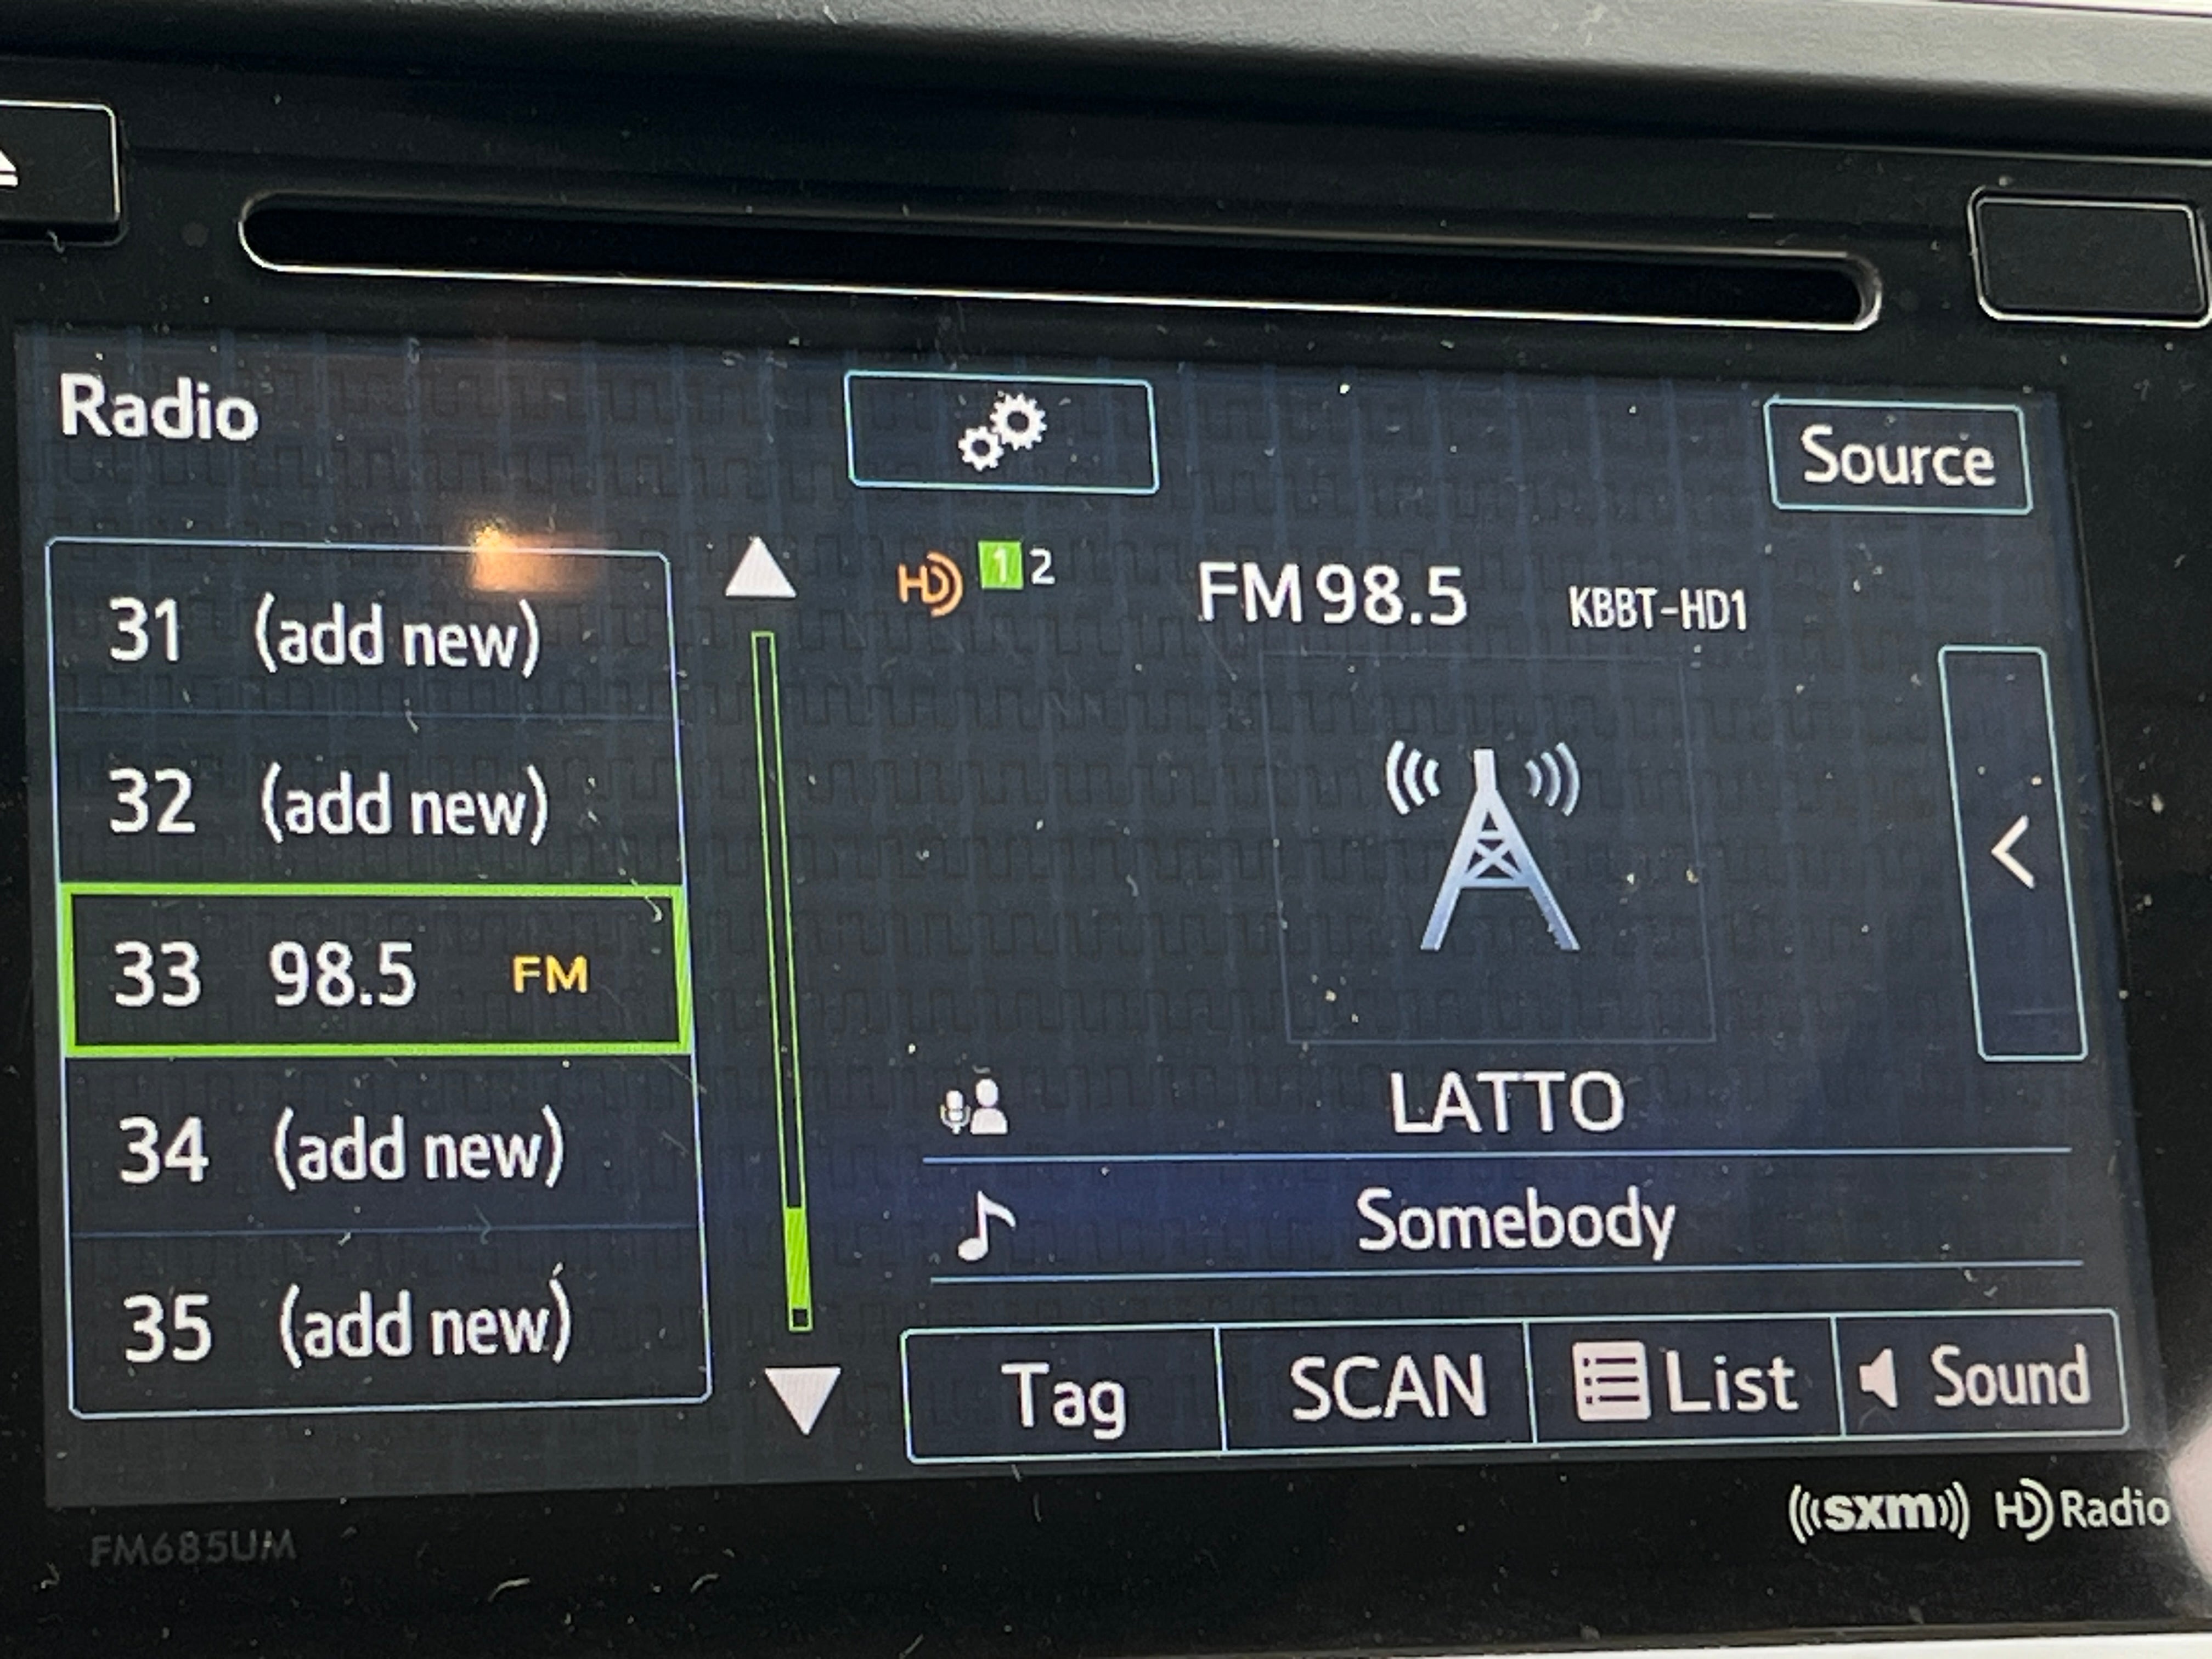 Radio
Source
HD 1 2
FM 98.5
KBBT-HD1
31 (add new)
32 (add new)
33 98.5 FM
34 (add new)
35 (add new)
LATTO
Somebody
Tag
SCAN
List
Sound
((sxm)) HD Radio
FM685UM